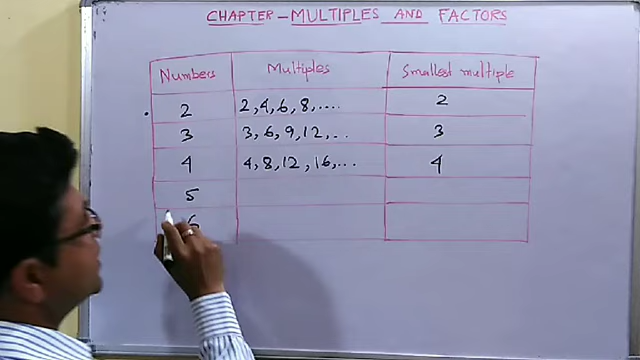 CHAPTER – MULTIPLES AND FACTORS
Numbers Multiples Smallest multiple
2 2, 4, 6, 8, .... 2
3 3, 6, 9, 12, .. 3
4 4, 8, 12, 16, ... 4
5
6